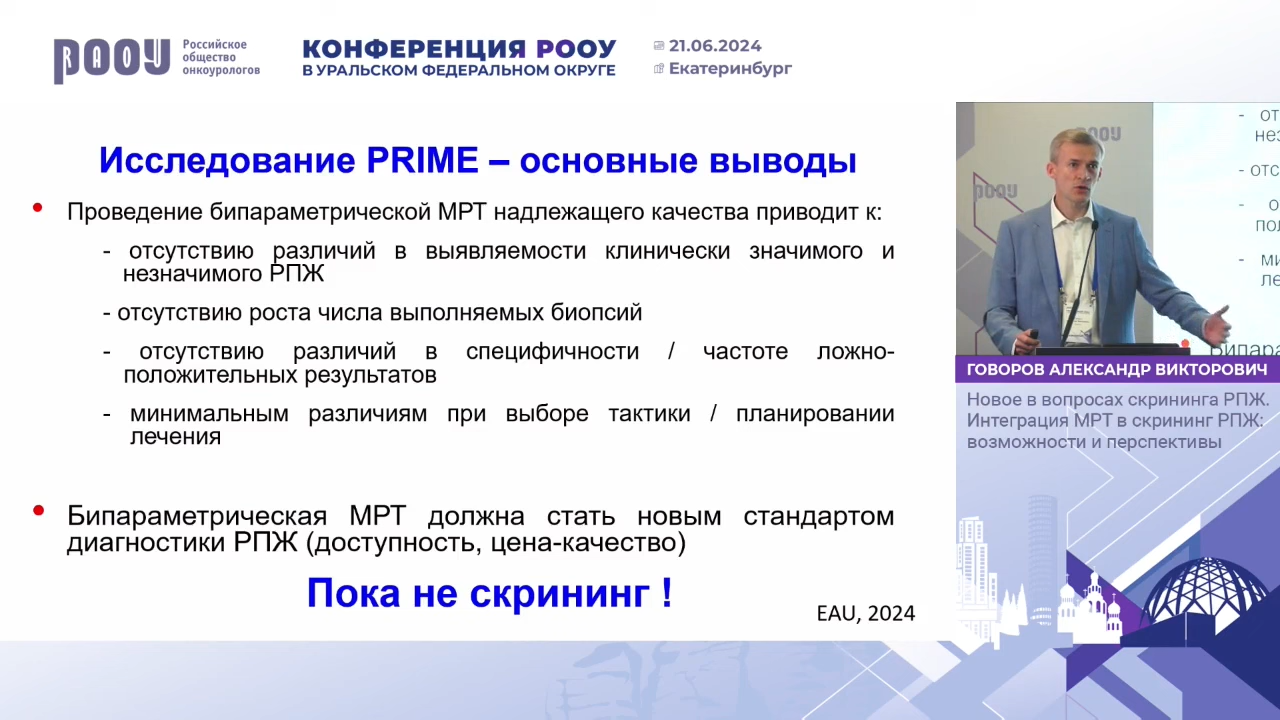 РООУ
Российское
общество
онкоурологов
КОНФЕРЕНЦИЯ РООУ
В УРАЛЬСКОМ ФЕДЕРАЛЬНОМ ОКРУГЕ
21.06.2024
Екатеринбург
Исследование PRIME – основные выводы
• Проведение бипараметрической МРТ надлежащего качества приводит к:
- отсутствию различий в выявляемости клинически значимого и
незначимого РПЖ
- отсутствию роста числа выполняемых биопсий
- отсутствию различий в специфичности / частоте ложно-
положительных результатов
- минимальным различиям при выборе тактики / планировании
лечения
• Бипараметрическая МРТ должна стать новым стандартом
диагностики РПЖ (доступность, цена-качество)
Пока не скрининг !
EAU, 2024
РООУ
РООУ
ГОВОРОВ АЛЕКСАНДР ВИКТОРОВИЧ
Новое в вопросах скрининга РПЖ.
Интеграция МРТ в скрининг РПЖ:
возможности и перспективы